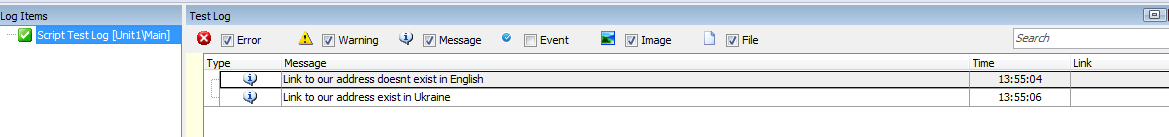 Log Items
Script Test Log [Unit1\Main]
Test Log
Error Warning Message Event Image File Search
Type Message Time Link
Link to our address doesnt exist in English 13:55:04
Link to our address exist in Ukraine 13:55:06